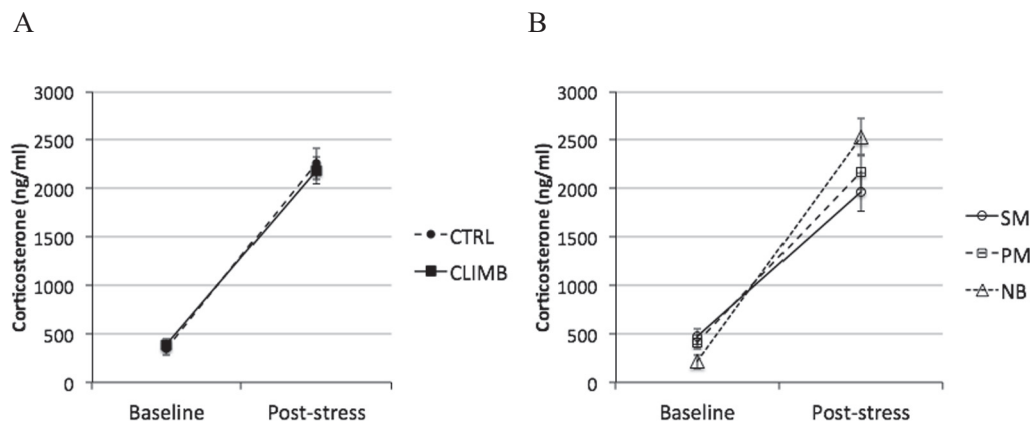 A
3000
2500
2000
1500
1000
500
0
Corticosterone (ng/ml)
Baseline Post-stress
CTRL
CLIMB
B
3000
2500
2000
1500
1000
500
0
Corticosterone (ng/ml)
Baseline Post-stress
SM
PM
NB